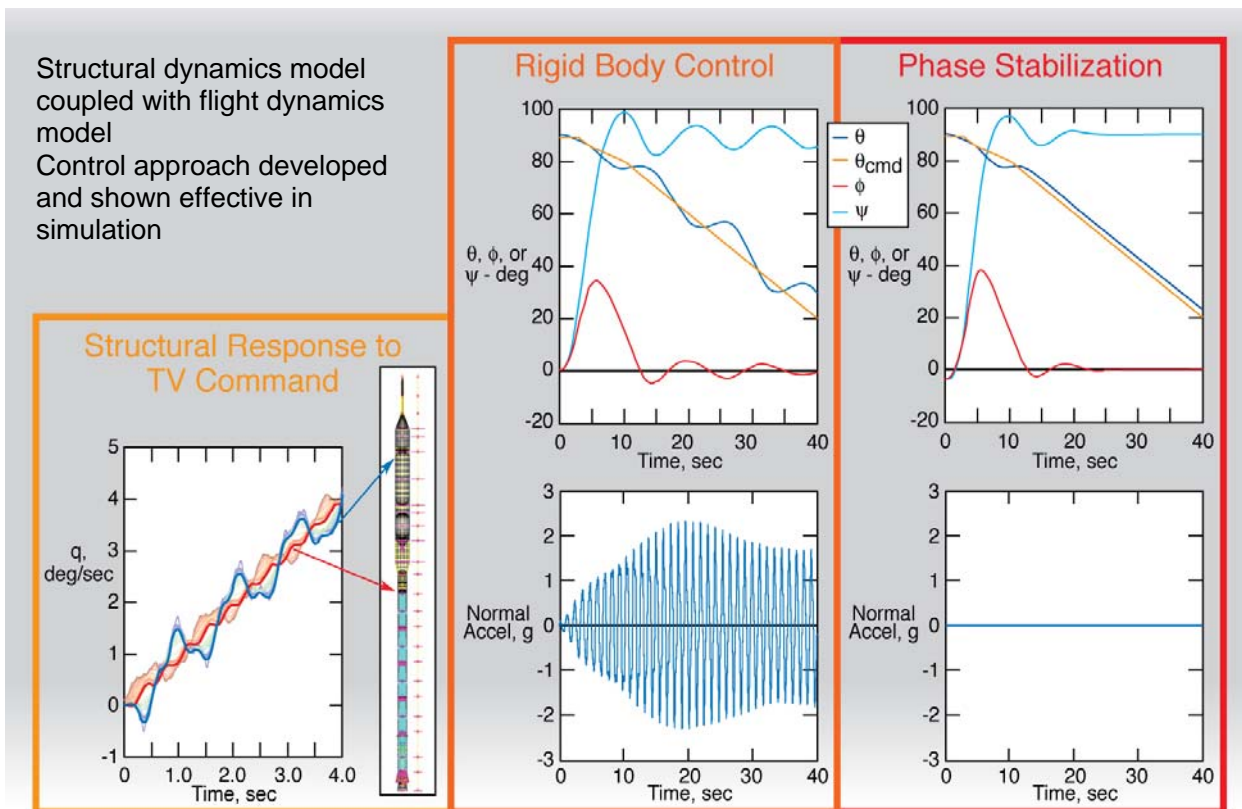 Structural dynamics model
coupled with flight dynamics
model
Control approach developed
and shown effective in
simulation
Structural Response to
TV Command
5
4
3
2
1
0
-1
q,
deg/sec
0 1.0 2.0 3.0 4.0
Time, sec
Rigid Body Control
100
80
60
40
20
0
-20
θ, ϕ, or
ψ - deg
0 10 20 30 40
Time, sec
3
2
1
0
-1
-2
-3
Normal
Accel, g
0 10 20 30 40
Time, sec
θ
θcmd
ϕ
ψ
Phase Stabilization
100
80
60
40
20
0
-20
θ, ϕ, or
ψ - deg
0 10 20 30 40
Time, sec
3
2
1
0
-1
-2
-3
Normal
Accel, g
0 10 20 30 40
Time, sec